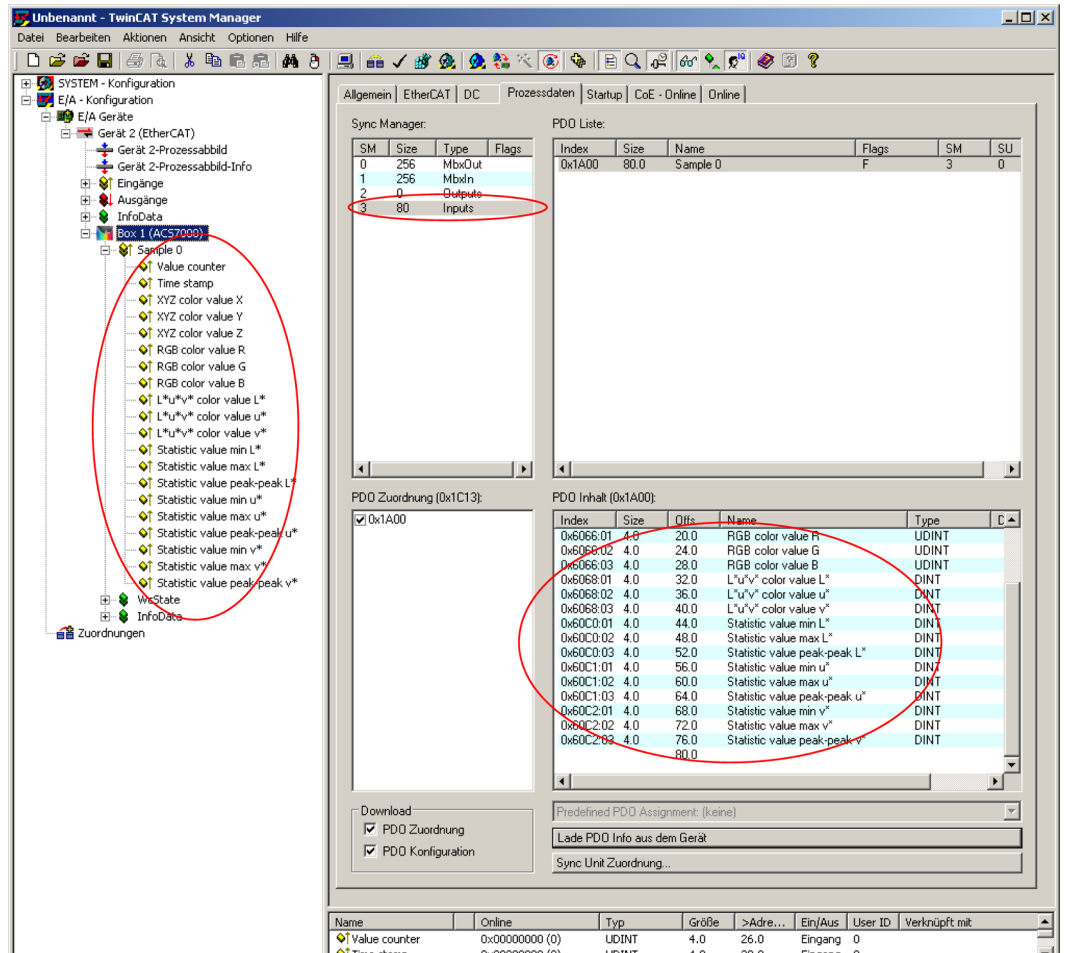 Unbenannt - TwinCAT System Manager
Datei Bearbeiten Aktionen Ansicht Optionen Hilfe
SYSTEM - Konfiguration
E/A - Konfiguration
E/A Geräte
Gerät 2 (EtherCAT)
Gerät 2-Prozessabbild
Gerät 2-Prozessabbild-Info
Eingänge
Ausgänge
InfoData
Box 1 (ACS7000)
Sample 0
Value counter
Time stamp
XYZ color value X
XYZ color value Y
XYZ color value Z
RGB color value R
RGB color value G
RGB color value B
L*u*v* color value L*
L*u*v* color value u*
L*u*v* color value v*
Statistic value min L*
Statistic value max L*
Statistic value peak-peak L*
Statistic value min u*
Statistic value max u*
Statistic value peak-peak u*
Statistic value min v*
Statistic value max v*
Statistic value peak-peak v*
WcState
InfoData
Zuordnungen
Allgemein EtherCAT DC Prozessdaten Startup CoE - Online Online
Sync Manager:
SM Size Type Flags
0 256 MbxOut
1 256 MbxIn
2 0 Outputs
3 80 Inputs
PDO Liste:
Index Size Name Flags SM SU
0x1A00 80.0 Sample 0 F 3 0
PDO Zuordnung (0x1C13):
0x1A00
PDO Inhalt (0x1A00):
Index Size Offs Name Type D
0x6066:01 4.0 20.0 RGB color value R UDINT
0x6066:02 4.0 24.0 RGB color value G UDINT
0x6066:03 4.0 28.0 RGB color value B UDINT
0x6068:01 4.0 32.0 L*u*v* color value L* DINT
0x6068:02 4.0 36.0 L*u*v* color value u* DINT
0x6068:03 4.0 40.0 L*u*v* color value v* DINT
0x60C0:01 4.0 44.0 Statistic value min L* DINT
0x60C0:02 4.0 48.0 Statistic value max L* DINT
0x60C0:03 4.0 52.0 Statistic value peak-peak L* DINT
0x60C1:01 4.0 56.0 Statistic value min u* DINT
0x60C1:02 4.0 60.0 Statistic value max u* DINT
0x60C1:03 4.0 64.0 Statistic value peak-peak u* DINT
0x60C2:01 4.0 68.0 Statistic value min v* DINT
0x60C2:02 4.0 72.0 Statistic value max v* DINT
0x60C2:03 4.0 76.0 Statistic value peak-peak v* DINT
80.0
Download
PDO Zuordnung
PDO Konfiguration
Predefined PDO Assignment: (keine)
Lade PDO Info aus dem Gerät
Sync Unit Zuordnung...
Name Online Typ Größe >Adre... Ein/Aus User ID Verknüpft mit
Value counter 0x00000000 (0) UDINT 4.0 26.0 Eingang 0